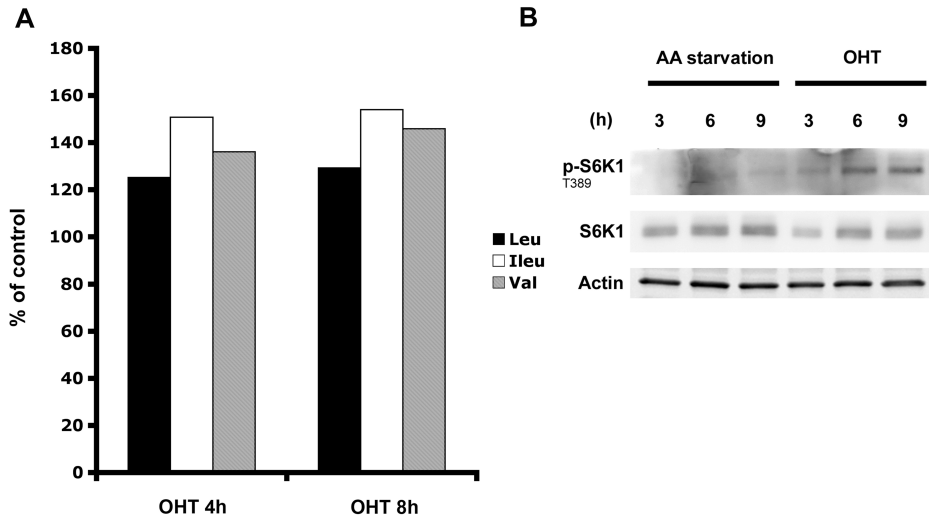 A
180
160
140
120
100
80
60
40
20
0
% of control
OHT 4h
OHT 8h
Leu
Ileu
Val
B
AA starvation OHT
(h) 3 6 9 3 6 9
p-S6K1
T389
S6K1
Actin